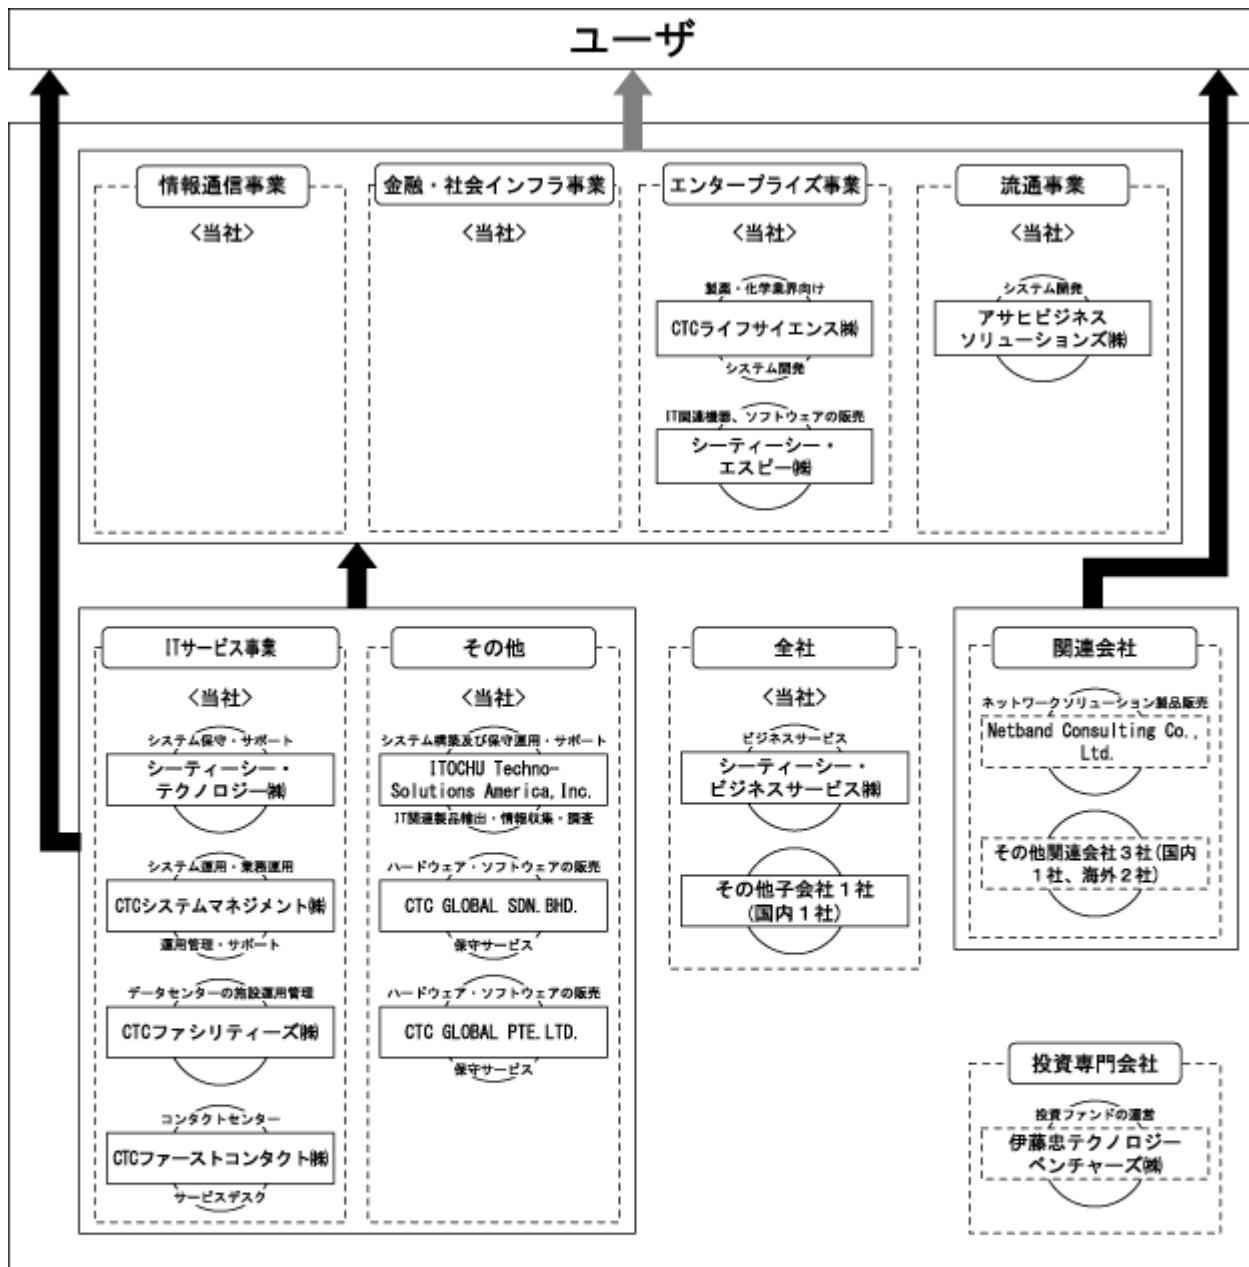 ユーザ
情報通信事業
<当社>
金融・社会インフラ事業
<当社>
エンタープライズ事業
<当社>
製薬・化学業界向け
CTCライフサイエンス㈱
システム開発
IT関連機器、ソフトウェアの販売
シーティーシー・
エスピー㈱
流通事業
<当社>
システム開発
アサヒビジネス
ソリューションズ㈱
ITサービス事業
<当社>
システム保守・サポート
シーティーシー・
テクノロジー㈱
システム運用・業務運用
CTCシステムマネジメント㈱
運用管理・サポート
データセンターの施設運用管理
CTCファシリティーズ㈱
コンタクトセンター
CTCファーストコンタクト㈱
サービスデスク
その他
<当社>
システム構築及び保守運用・サポート
ITOCHU Techno-
Solutions America,Inc.
IT関連製品輸出・情報収集・調査
ハードウェア・ソフトウェアの販売
CTC GLOBAL SDN.BHD.
保守サービス
ハードウェア・ソフトウェアの販売
CTC GLOBAL PTE.LTD.
保守サービス
全社
<当社>
ビジネスサービス
シーティーシー・
ビジネスサービス㈱
その他子会社１社
(国内１社)
関連会社
ネットワークソリューション製品販売
Netband Consulting Co.,
Ltd.
その他関連会社３社(国内
１社、海外２社)
投資専門会社
投資ファンドの運営
伊藤忠テクノロジー
ベンチャーズ㈱